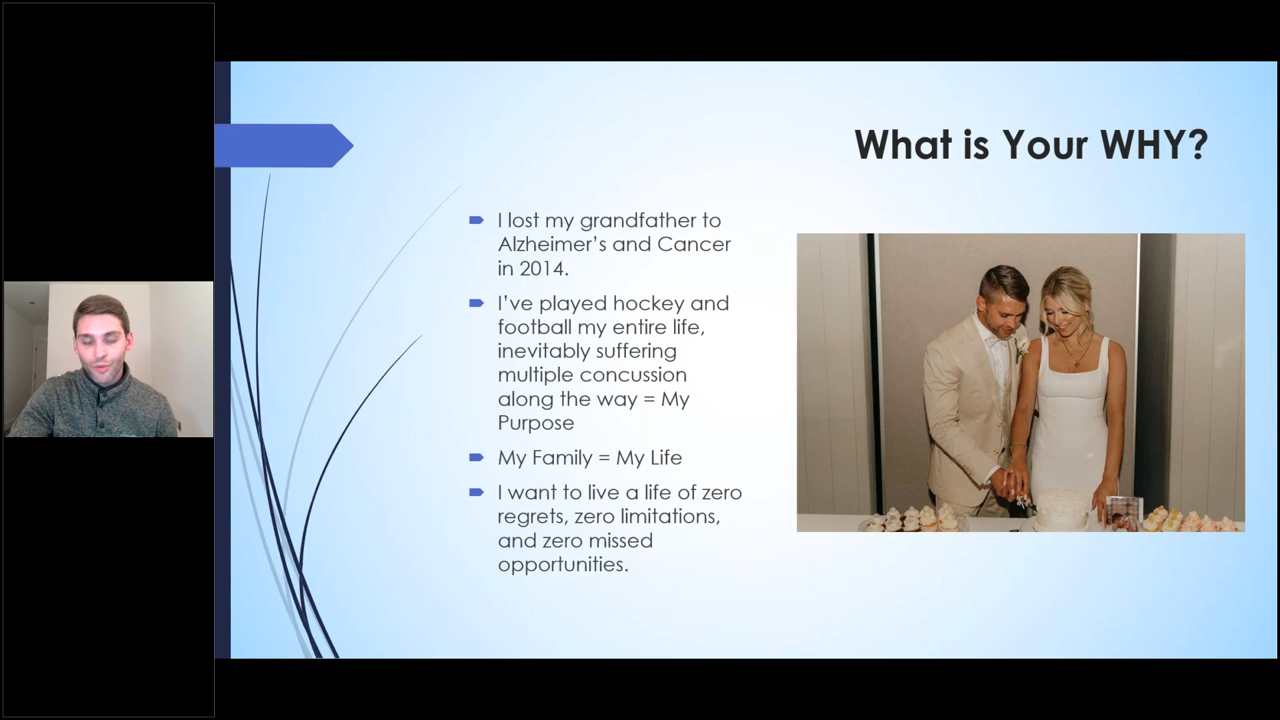 What is Your WHY?
I lost my grandfather to
Alzheimer's and Cancer
in 2014.
I've played hockey and
football my entire life,
inevitably suffering
multiple concussion
along the way = My
Purpose
My Family = My Life
I want to live a life of zero
regrets, zero limitations,
and zero missed
opportunities.